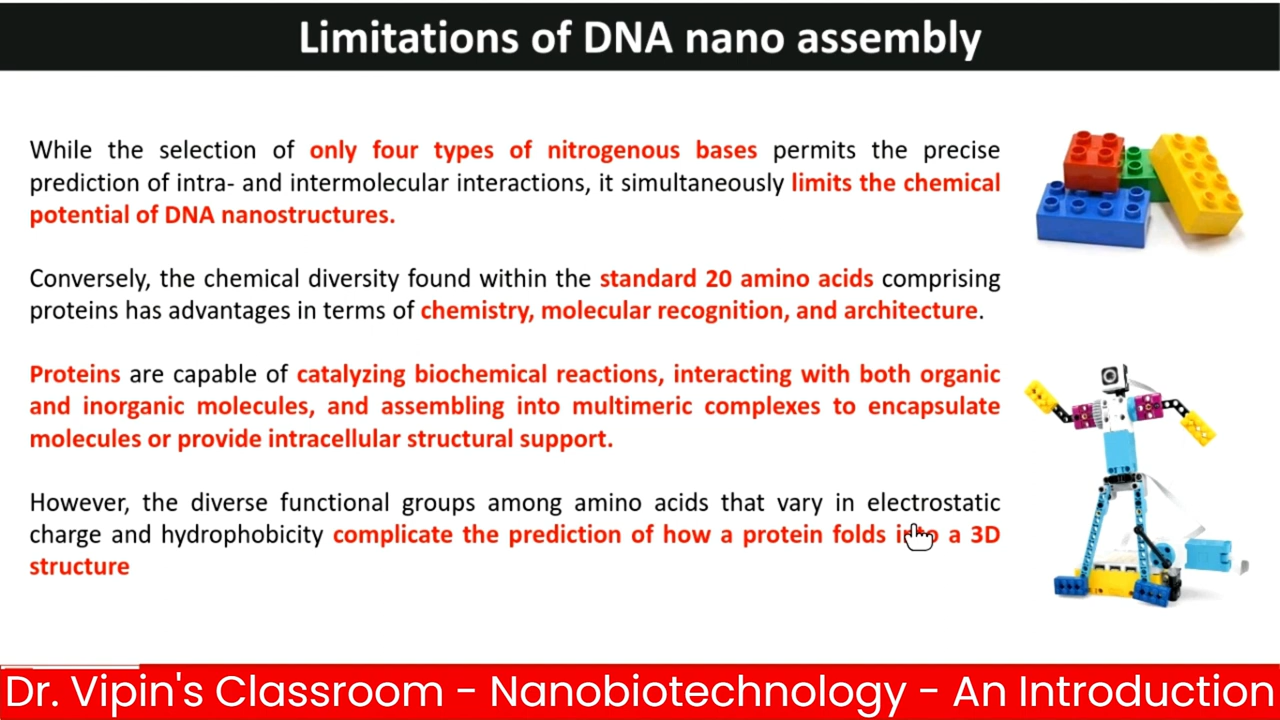 Limitations of DNA nano assembly
While the selection of only four types of nitrogenous bases permits the precise
prediction of intra- and intermolecular interactions, it simultaneously limits the chemical
potential of DNA nanostructures.
Conversely, the chemical diversity found within the standard 20 amino acids comprising
proteins has advantages in terms of chemistry, molecular recognition, and architecture.
Proteins are capable of catalyzing biochemical reactions, interacting with both organic
and inorganic molecules, and assembling into multimeric complexes to encapsulate
molecules or provide intracellular structural support.
However, the diverse functional groups among amino acids that vary in electrostatic
charge and hydrophobicity complicate the prediction of how a protein folds into a 3D
structure
Dr. Vipin's Classroom - Nanobiotechnology - An Introduction